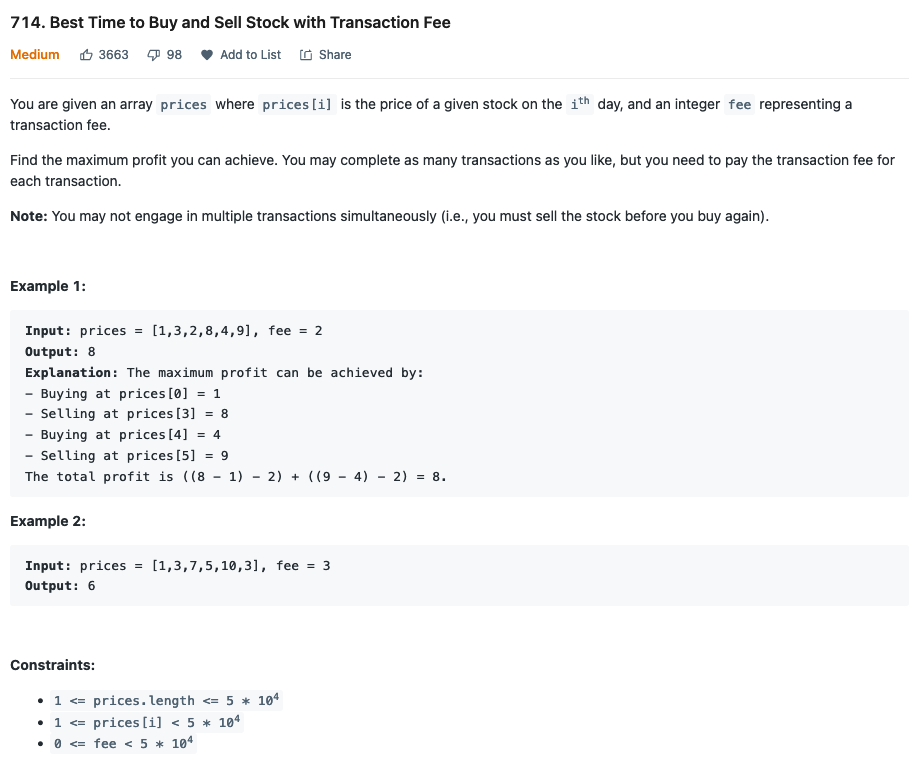 714. Best Time to Buy and Sell Stock with Transaction Fee
Medium 3663 98 Add to List Share
You are given an array prices where prices[i] is the price of a given stock on the iᵗʰ day, and an integer fee representing a
transaction fee.
Find the maximum profit you can achieve. You may complete as many transactions as you like, but you need to pay the transaction fee for
each transaction.
Note: You may not engage in multiple transactions simultaneously (i.e., you must sell the stock before you buy again).
Example 1:
Input: prices = [1,3,2,8,4,9], fee = 2
Output: 8
Explanation: The maximum profit can be achieved by:
- Buying at prices[0] = 1
- Selling at prices[3] = 8
- Buying at prices[4] = 4
- Selling at prices[5] = 9
The total profit is ((8 - 1) - 2) + ((9 - 4) - 2) = 8.
Example 2:
Input: prices = [1,3,7,5,10,3], fee = 3
Output: 6
Constraints:
• 1 <= prices.length <= 5 * 10⁴
• 1 <= prices[i] < 5 * 10⁴
• 0 <= fee < 5 * 10⁴